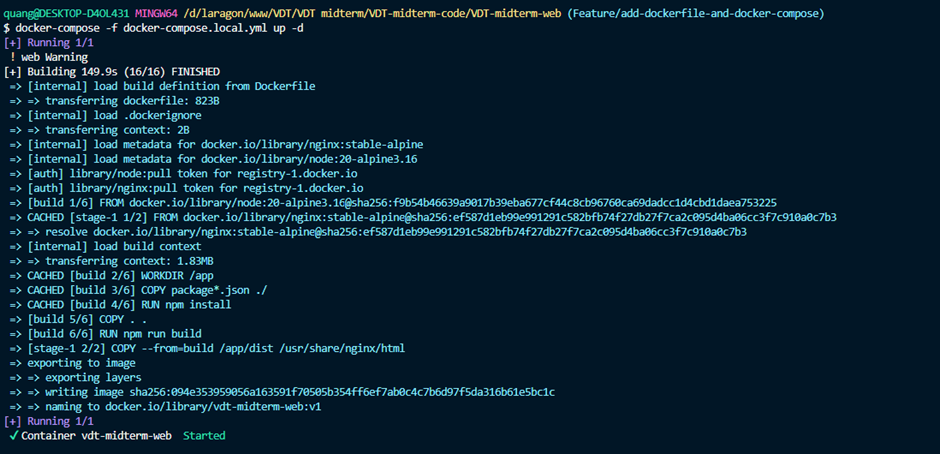 quang@DESKTOP-D4OL431 MINGW64 /d/laragon/www/VDT/VDT midterm/VDT-midterm-code/VDT-midterm-web (Feature/add-dockerfile-and-docker-compose)
$ docker-compose -f docker-compose.local.yml up -d
[+] Running 1/1
! web Warning
[+] Building 149.9s (16/16) FINISHED
=> [internal] load build definition from Dockerfile
=> => transferring dockerfile: 823B
=> [internal] load .dockerignore
=> => transferring context: 2B
=> [internal] load metadata for docker.io/library/nginx:stable-alpine
=> [internal] load metadata for docker.io/library/node:20-alpine3.16
=> [auth] library/node:pull token for registry-1.docker.io
=> [auth] library/nginx:pull token for registry-1.docker.io
=> [build 1/6] FROM docker.io/library/node:20-alpine3.16@sha256:f9b54b46639a9017b39eba677cf44c8cb96760ca69dadcc1d4cbd1daea753225
=> CACHED [stage-1 1/2] FROM docker.io/library/nginx:stable-alpine@sha256:ef587d1eb99e991291c582bfb74f27db27f7ca2c095d4ba06cc3f7c910a0c7b3
=> => resolve docker.io/library/nginx:stable-alpine@sha256:ef587d1eb99e991291c582bfb74f27db27f7ca2c095d4ba06cc3f7c910a0c7b3
=> [internal] load build context
=> => transferring context: 1.83MB
=> CACHED [build 2/6] WORKDIR /app
=> CACHED [build 3/6] COPY package*.json ./
=> CACHED [build 4/6] RUN npm install
=> [build 5/6] COPY . .
=> [build 6/6] RUN npm run build
=> [stage-1 2/2] COPY --from=build /app/dist /usr/share/nginx/html
=> exporting to image
=> => exporting layers
=> => writing image sha256:094e353959056a163591f70505b354ff6ef7ab0c4c7b6d97f5da316b61e5bc1c
=> => naming to docker.io/library/vdt-midterm-web:v1
[+] Running 1/1
✔ Container vdt-midterm-web  Started